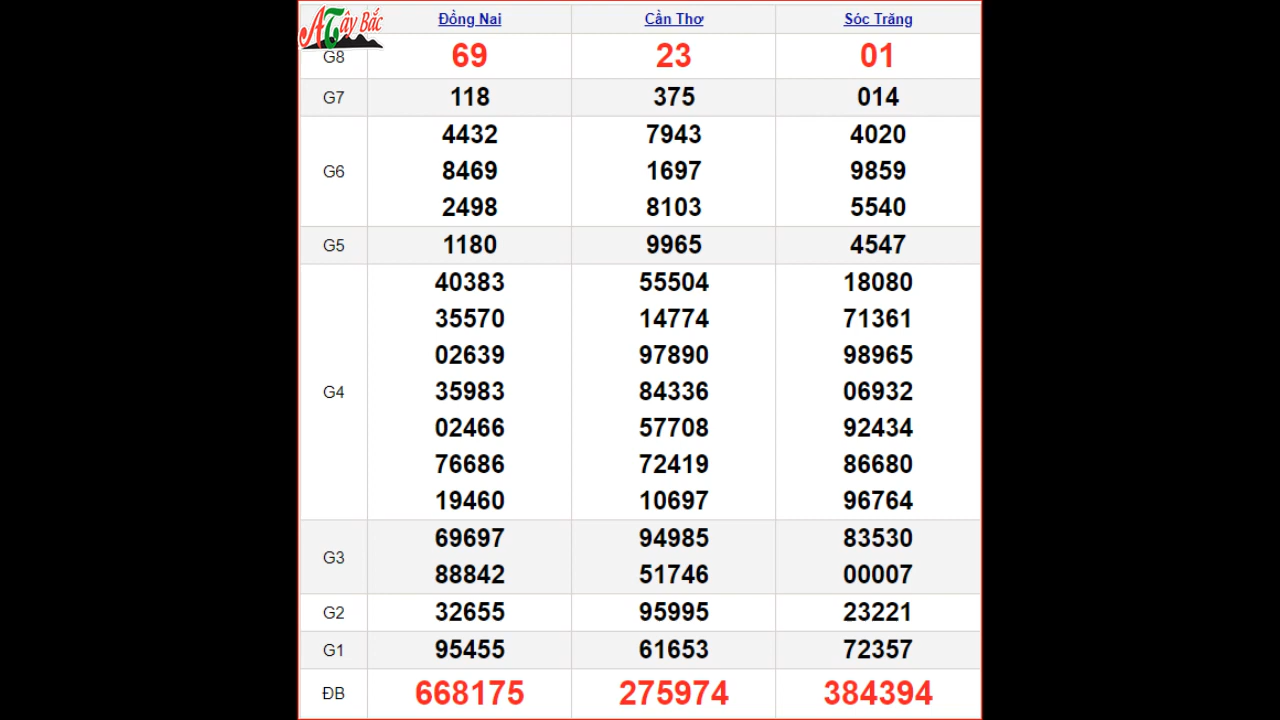 ATây Bắc
Đồng Nai Cần Thơ Sóc Trăng
G8 69 23 01
G7 118 375 014
4432 7943 4020
G6 8469 1697 9859
2498 8103 5540
G5 1180 9965 4547
40383 55504 18080
35570 14774 71361
02639 97890 98965
G4 35983 84336 06932
02466 57708 92434
76686 72419 86680
19460 10697 96764
G3 69697 94985 83530
88842 51746 00007
G2 32655 95995 23221
G1 95455 61653 72357
ĐB 668175 275974 384394